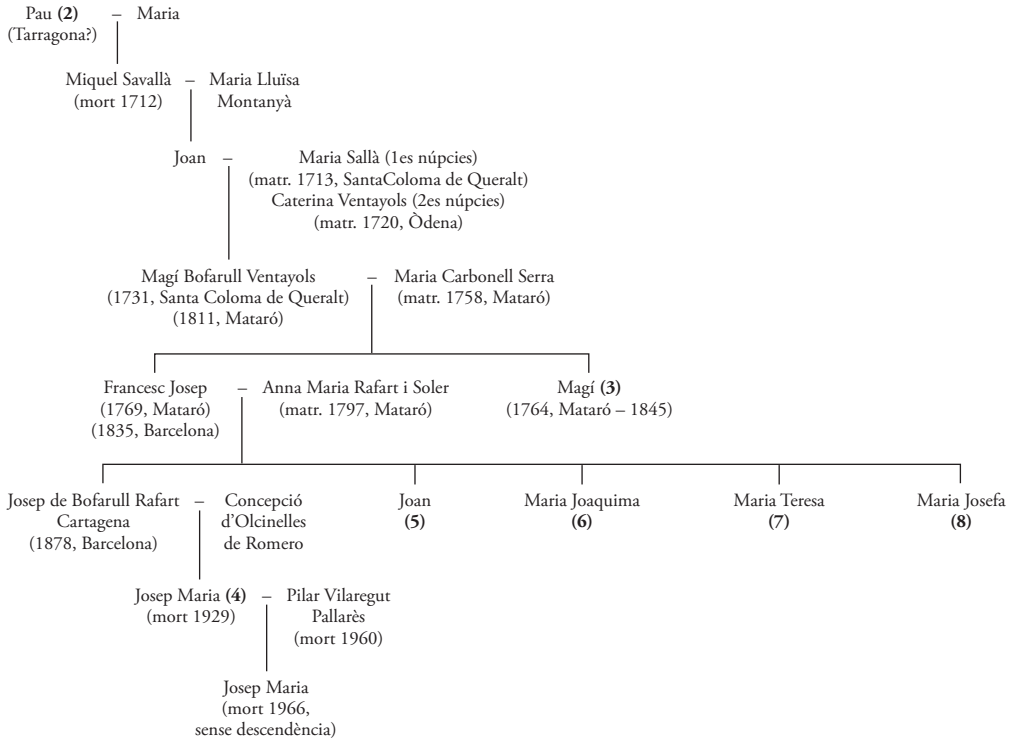 Pau (2) – Maria
(Tarragona?)
Miquel Savallà – Maria Lluïsa
(mort 1712) Montanyà
Joan – Maria Sallà (1es núpcies)
(matr. 1713, SantaColoma de Queralt)
Caterina Ventayols (2es núpcies)
(matr. 1720, Òdena)
Magí Bofarull Ventayols – Maria Carbonell Serra
(1731, Santa Coloma de Queralt) (matr. 1758, Mataró)
(1811, Mataró)
Francesc Josep – Anna Maria Rafart i Soler Magí (3)
(1769, Mataró) (matr. 1797, Mataró) (1764, Mataró – 1845)
(1835, Barcelona)
Josep de Bofarull Rafart – Concepció Joan Maria Joaquima Maria Teresa Maria Josefa
Cartagena d’Olcinelles (5) (6) (7) (8)
(1878, Barcelona) de Romero
Josep Maria (4) – Pilar Vilaregut
(mort 1929) Pallarès
(mort 1960)
Josep Maria
(mort 1966,
sense descendència)